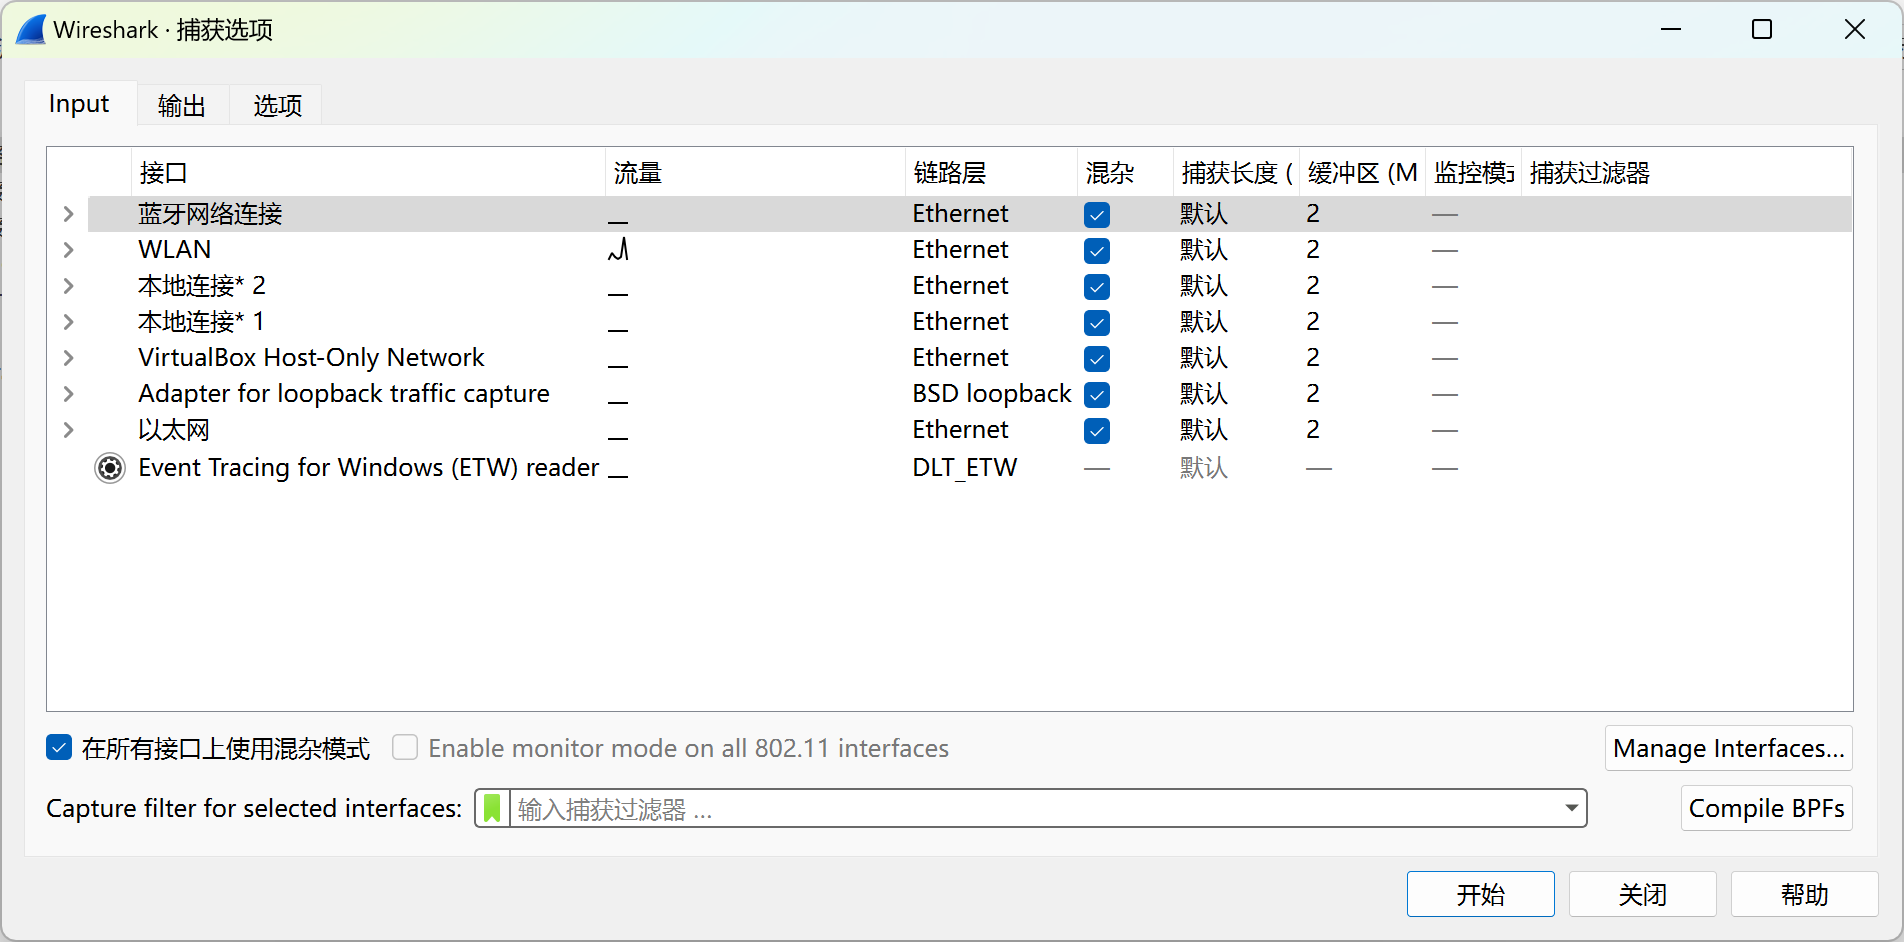 Wireshark · 捕获选项
Input 输出 选项
接口 流量 链路层 混杂 捕获长度 ( 缓冲区 (M 监控模式 捕获过滤器
蓝牙网络连接 Ethernet 默认 2 —
WLAN Ethernet 默认 2 —
本地连接* 2 Ethernet 默认 2 —
本地连接* 1 Ethernet 默认 2 —
VirtualBox Host-Only Network Ethernet 默认 2 —
Adapter for loopback traffic capture BSD loopback 默认 2 —
以太网 Ethernet 默认 2 —
Event Tracing for Windows (ETW) reader DLT_ETW — 默认 — —
在所有接口上使用混杂模式 Enable monitor mode on all 802.11 interfaces Manage Interfaces...
Capture filter for selected interfaces: 输入捕获过滤器 ... Compile BPFs
开始 关闭 帮助